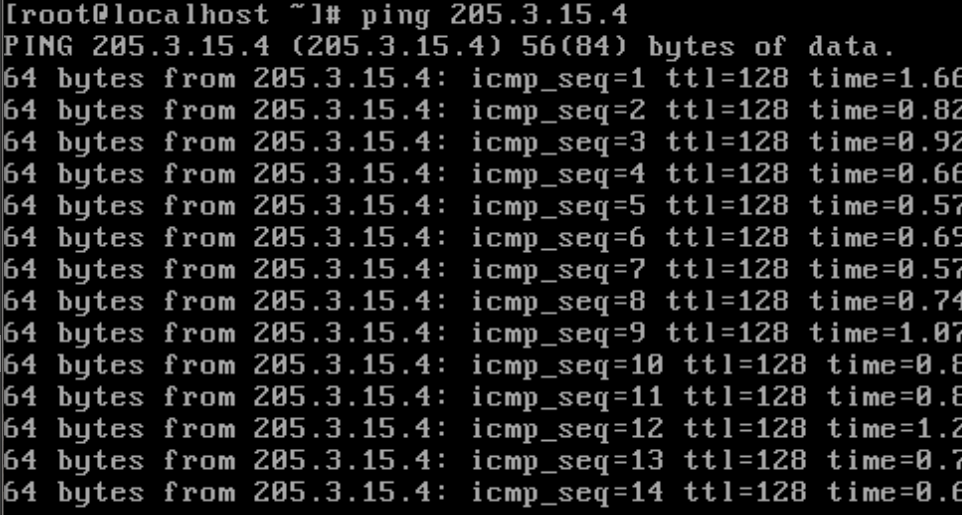 [root@localhost ~]# ping 205.3.15.4
PING 205.3.15.4 (205.3.15.4) 56(84) bytes of data.
64 bytes from 205.3.15.4: icmp_seq=1 ttl=128 time=1.66
64 bytes from 205.3.15.4: icmp_seq=2 ttl=128 time=0.82
64 bytes from 205.3.15.4: icmp_seq=3 ttl=128 time=0.92
64 bytes from 205.3.15.4: icmp_seq=4 ttl=128 time=0.66
64 bytes from 205.3.15.4: icmp_seq=5 ttl=128 time=0.57
64 bytes from 205.3.15.4: icmp_seq=6 ttl=128 time=0.69
64 bytes from 205.3.15.4: icmp_seq=7 ttl=128 time=0.57
64 bytes from 205.3.15.4: icmp_seq=8 ttl=128 time=0.74
64 bytes from 205.3.15.4: icmp_seq=9 ttl=128 time=1.07
64 bytes from 205.3.15.4: icmp_seq=10 ttl=128 time=0.8
64 bytes from 205.3.15.4: icmp_seq=11 ttl=128 time=0.8
64 bytes from 205.3.15.4: icmp_seq=12 ttl=128 time=1.2
64 bytes from 205.3.15.4: icmp_seq=13 ttl=128 time=0.7
64 bytes from 205.3.15.4: icmp_seq=14 ttl=128 time=0.6